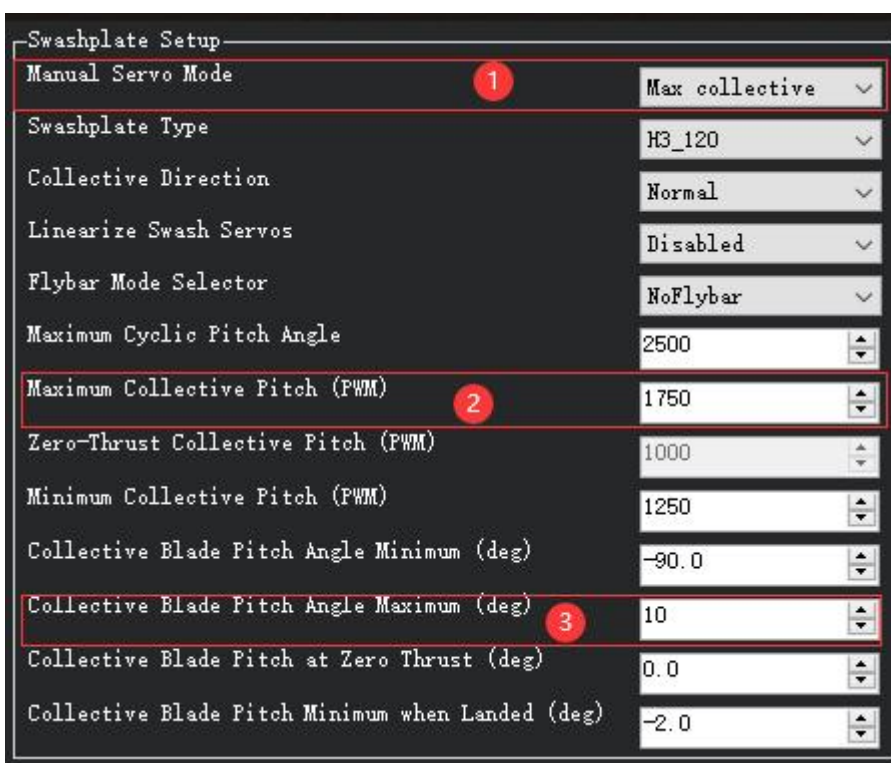 Swashplate Setup
Manual Servo Mode 1 Max collective
Swashplate Type H3_120
Collective Direction Normal
Linearize Swash Servos Disabled
Flybar Mode Selector NoFlybar
Maximum Cyclic Pitch Angle 2500
Maximum Collective Pitch (PWM) 2 1750
Zero-Thrust Collective Pitch (PWM) 1000
Minimum Collective Pitch (PWM) 1250
Collective Blade Pitch Angle Minimum (deg) -90.0
Collective Blade Pitch Angle Maximum (deg) 3 10
Collective Blade Pitch at Zero Thrust (deg) 0.0
Collective Blade Pitch Minimum when Landed (deg) -2.0